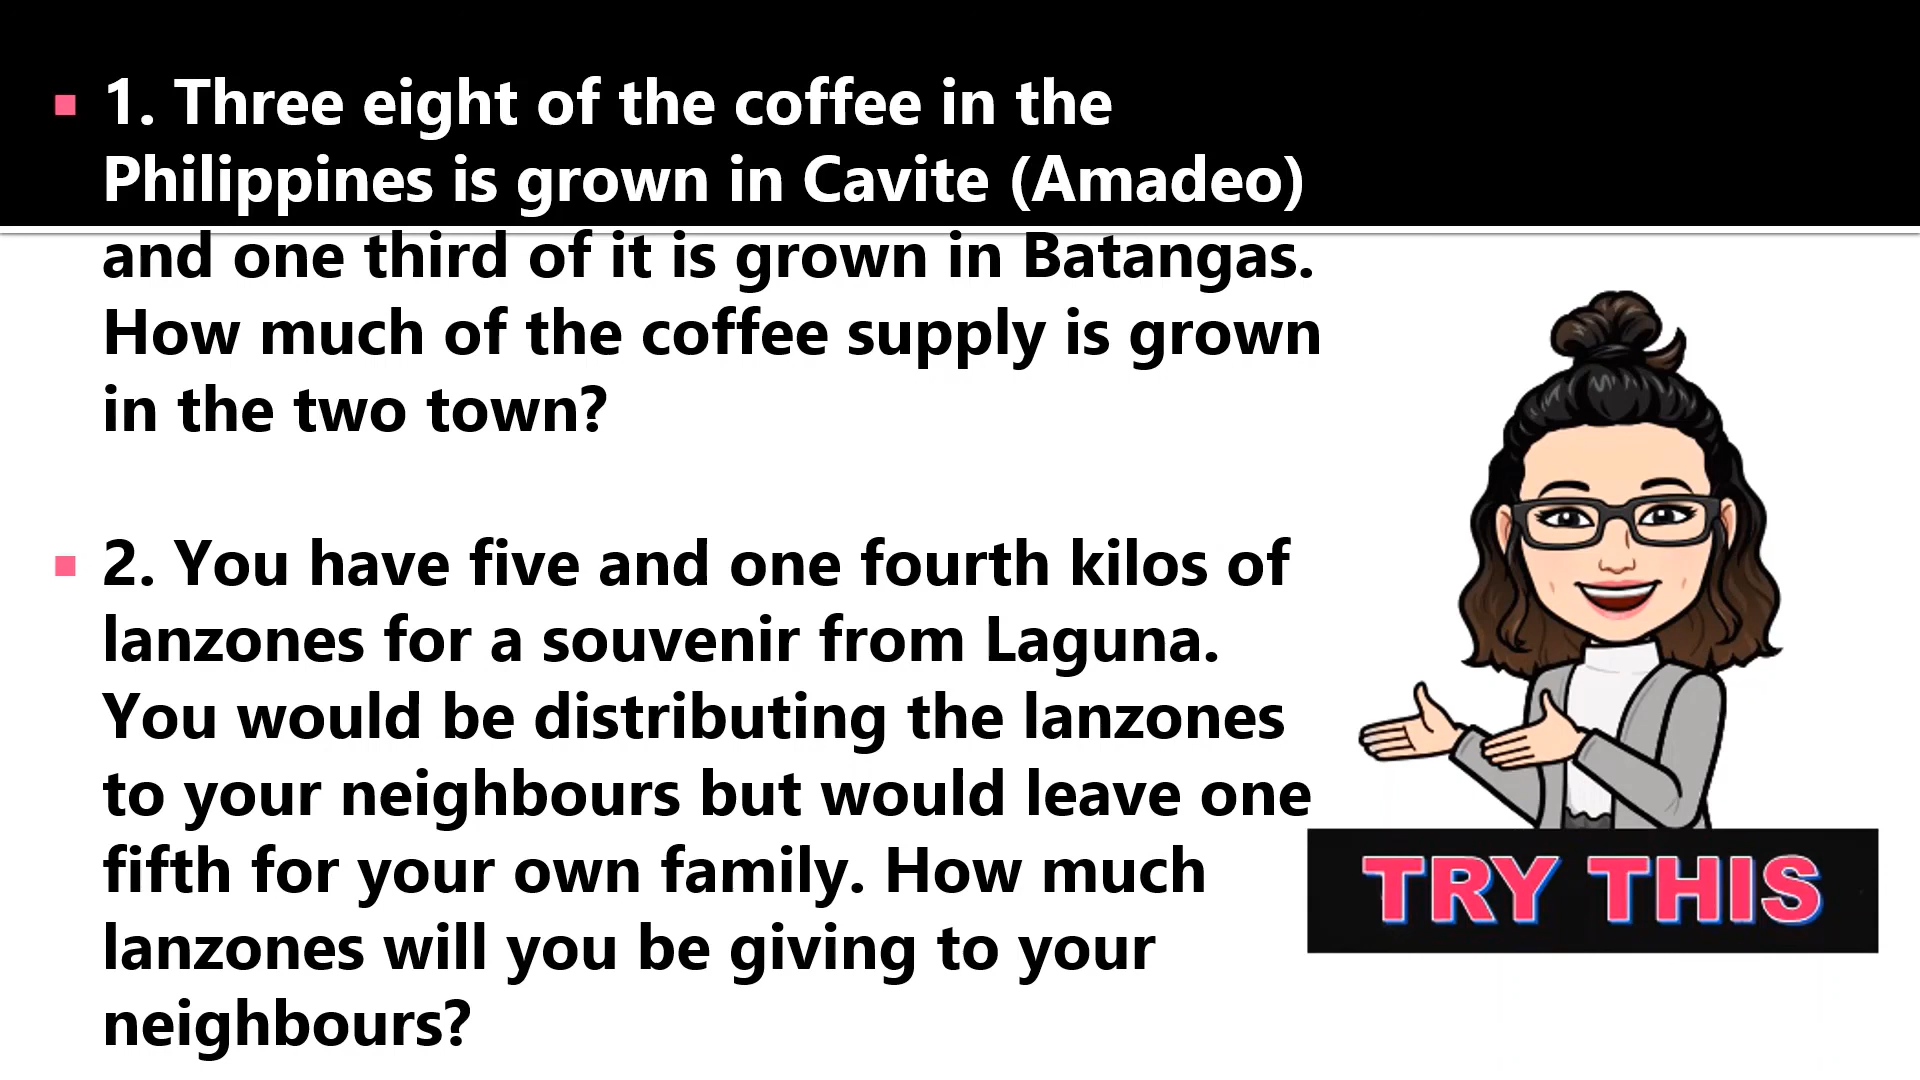 1. Three eight of the coffee in the
Philippines is grown in Cavite (Amadeo)
and one third of it is grown in Batangas.
How much of the coffee supply is grown
in the two town?
2. You have five and one fourth kilos of
lanzones for a souvenir from Laguna.
You would be distributing the lanzones
to your neighbours but would leave one
fifth for your own family. How much
lanzones will you be giving to your
neighbours?
TRY THIS